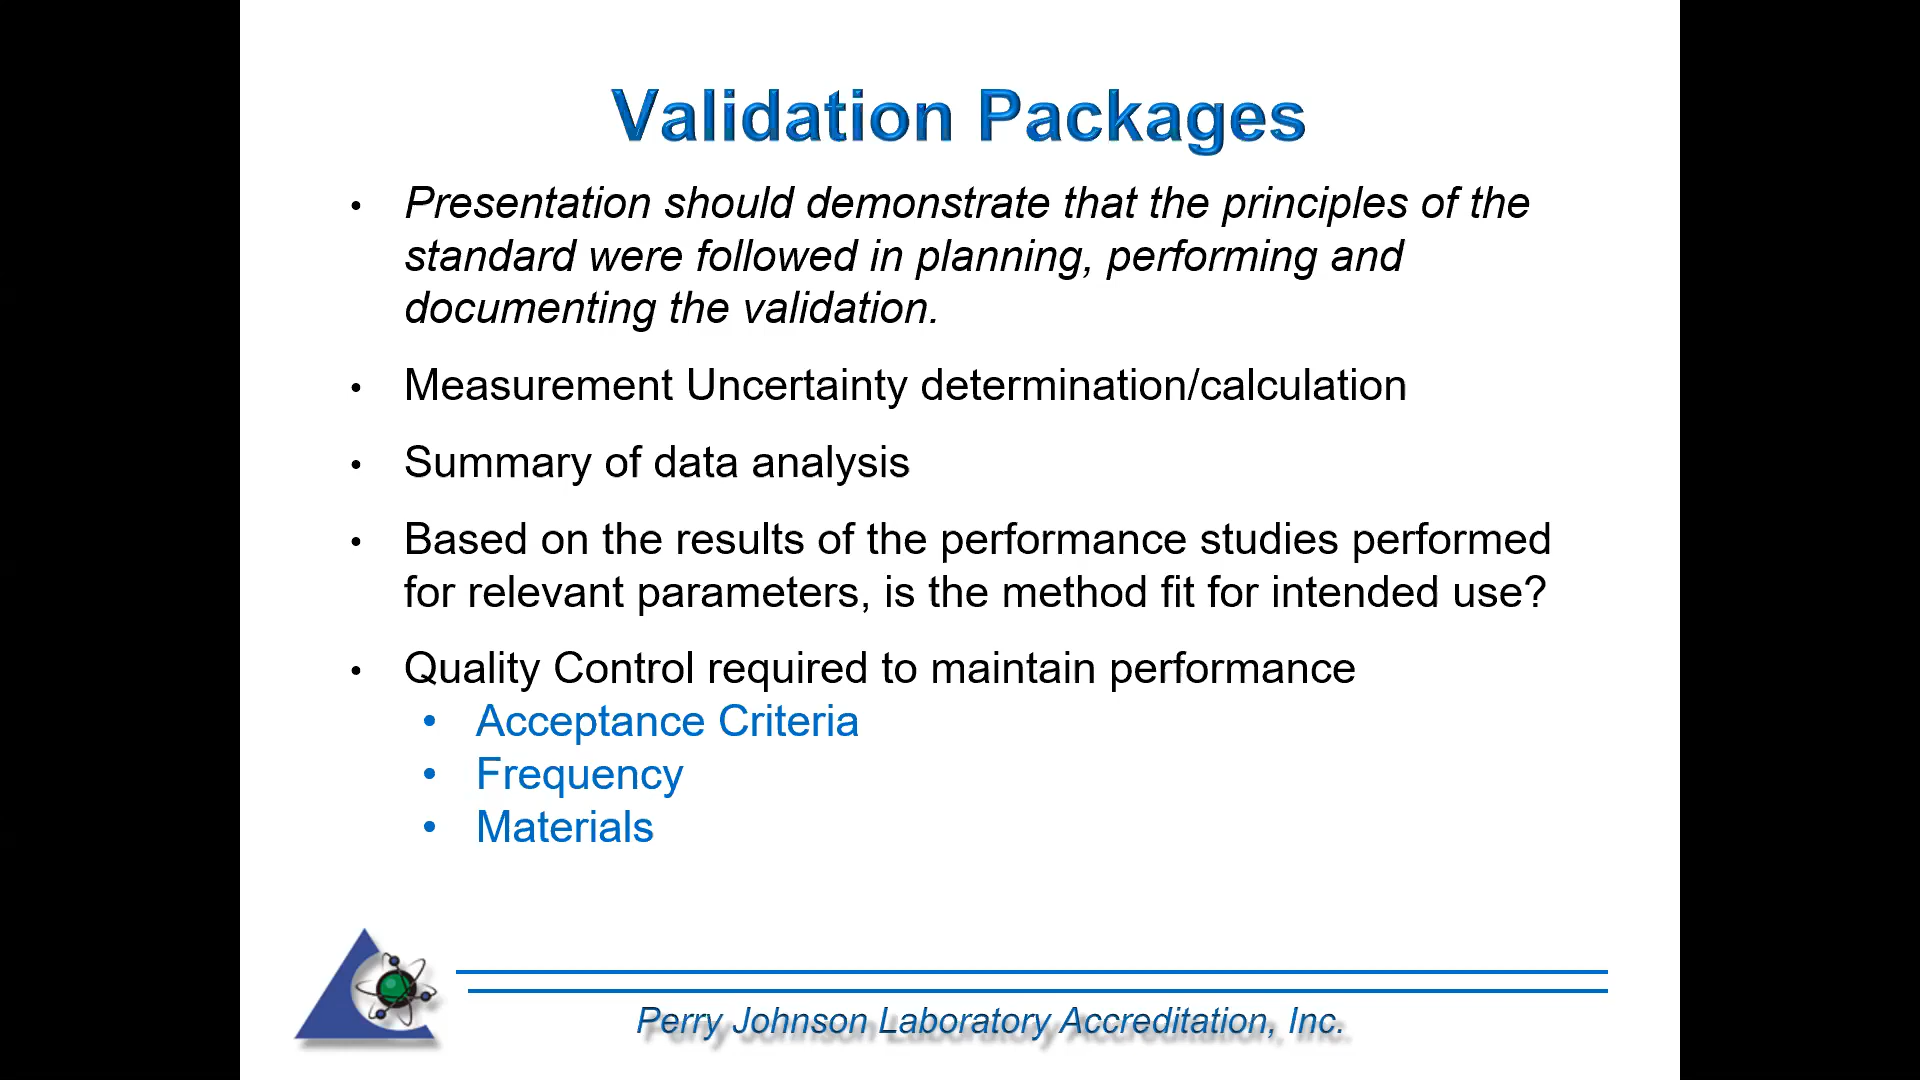 Validation Packages
• Presentation should demonstrate that the principles of the
standard were followed in planning, performing and
documenting the validation.
• Measurement Uncertainty determination/calculation
• Summary of data analysis
• Based on the results of the performance studies performed
for relevant parameters, is the method fit for intended use?
• Quality Control required to maintain performance
• Acceptance Criteria
• Frequency
• Materials
Perry Johnson Laboratory Accreditation, Inc.